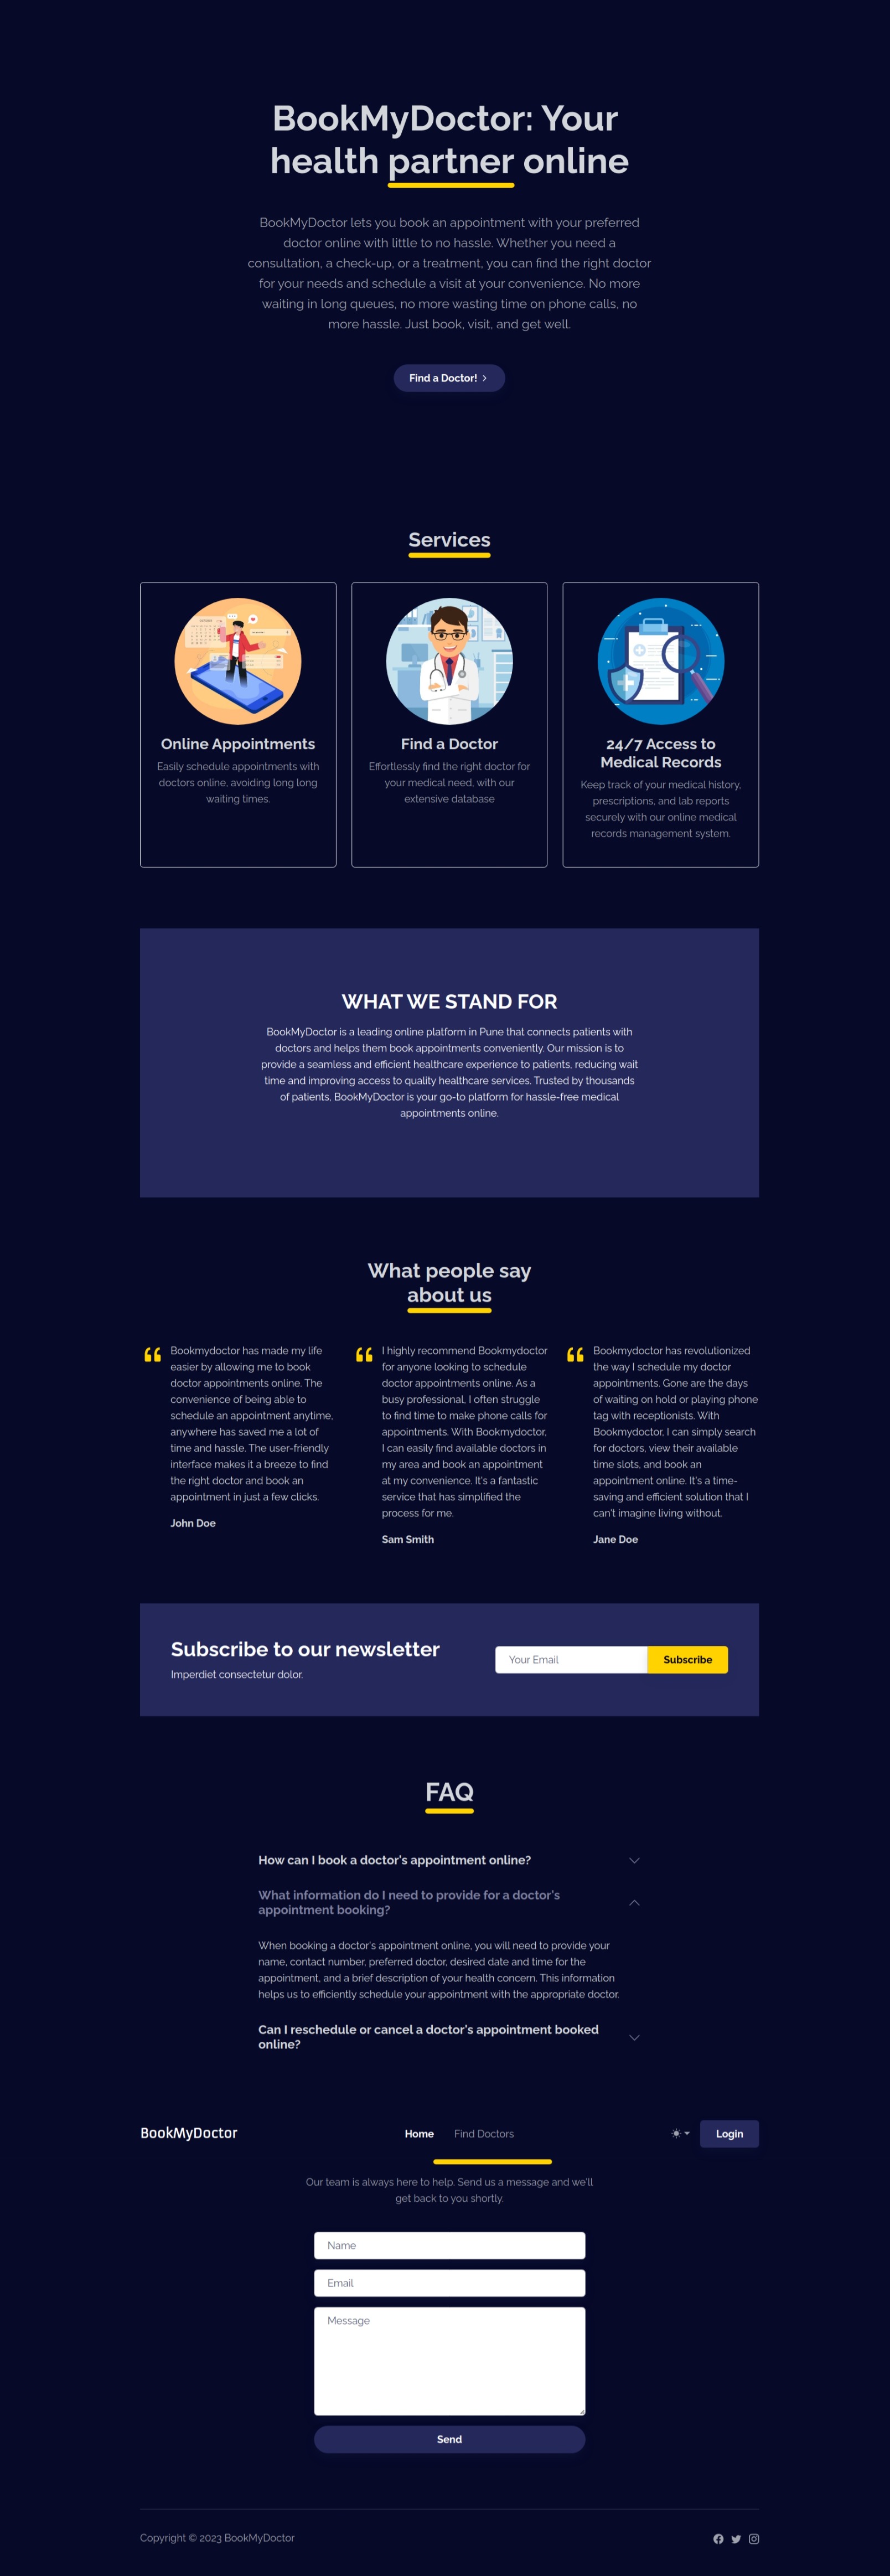 BookMyDoctor: Your
health partner online
BookMyDoctor lets you book an appointment with your preferred
doctor online with little to no hassle. Whether you need a
consultation, a check-up, or a treatment, you can find the right doctor
for your needs and schedule a visit at your convenience. No more
waiting in long queues, no more wasting time on phone calls, no
more hassle. Just book, visit, and get well.
Find a Doctor!
Services
Online Appointments
Easily schedule appointments with
doctors online, avoiding long long
waiting times.
Find a Doctor
Effortlessly find the right doctor for
your medical need, with our
extensive database
24/7 Access to
Medical Records
Keep track of your medical history,
prescriptions, and lab reports
securely with our online medical
records management system.
WHAT WE STAND FOR
BookMyDoctor is a leading online platform in Pune that connects patients with
doctors and helps them book appointments conveniently. Our mission is to
provide a seamless and efficient healthcare experience to patients, reducing wait
time and improving access to quality healthcare services. Trusted by thousands
of patients, BookMyDoctor is your go-to platform for hassle-free medical
appointments online.
What people say
about us
Bookmydoctor has made my life
easier by allowing me to book
doctor appointments online. The
convenience of being able to
schedule an appointment anytime,
anywhere has saved me a lot of
time and hassle. The user-friendly
interface makes it a breeze to find
the right doctor and book an
appointment in just a few clicks.
John Doe
I highly recommend Bookmydoctor
for anyone looking to schedule
doctor appointments online. As a
busy professional, I often struggle
to find time to make phone calls for
appointments. With Bookmydoctor,
I can easily find available doctors in
my area and book an appointment
at my convenience. It's a fantastic
service that has simplified the
process for me.
Sam Smith
Bookmydoctor has revolutionized
the way I schedule my doctor
appointments. Gone are the days
of waiting on hold or playing phone
tag with receptionists. With
Bookmydoctor, I can simply search
for doctors, view their available
time slots, and book an
appointment online. It's a time-
saving and efficient solution that I
can't imagine living without.
Jane Doe
Subscribe to our newsletter
Imperdiet consectetur dolor.
Your Email
Subscribe
FAQ
How can I book a doctor's appointment online?
What information do I need to provide for a doctor's
appointment booking?
When booking a doctor's appointment online, you will need to provide your
name, contact number, preferred doctor, desired date and time for the
appointment, and a brief description of your health concern. This information
helps us to efficiently schedule your appointment with the appropriate doctor.
Can I reschedule or cancel a doctor's appointment booked
online?
BookMyDoctor
Home
Find Doctors
Login
Our team is always here to help. Send us a message and we'll
get back to you shortly.
Name
Email
Message
Send
Copyright © 2023 BookMyDoctor